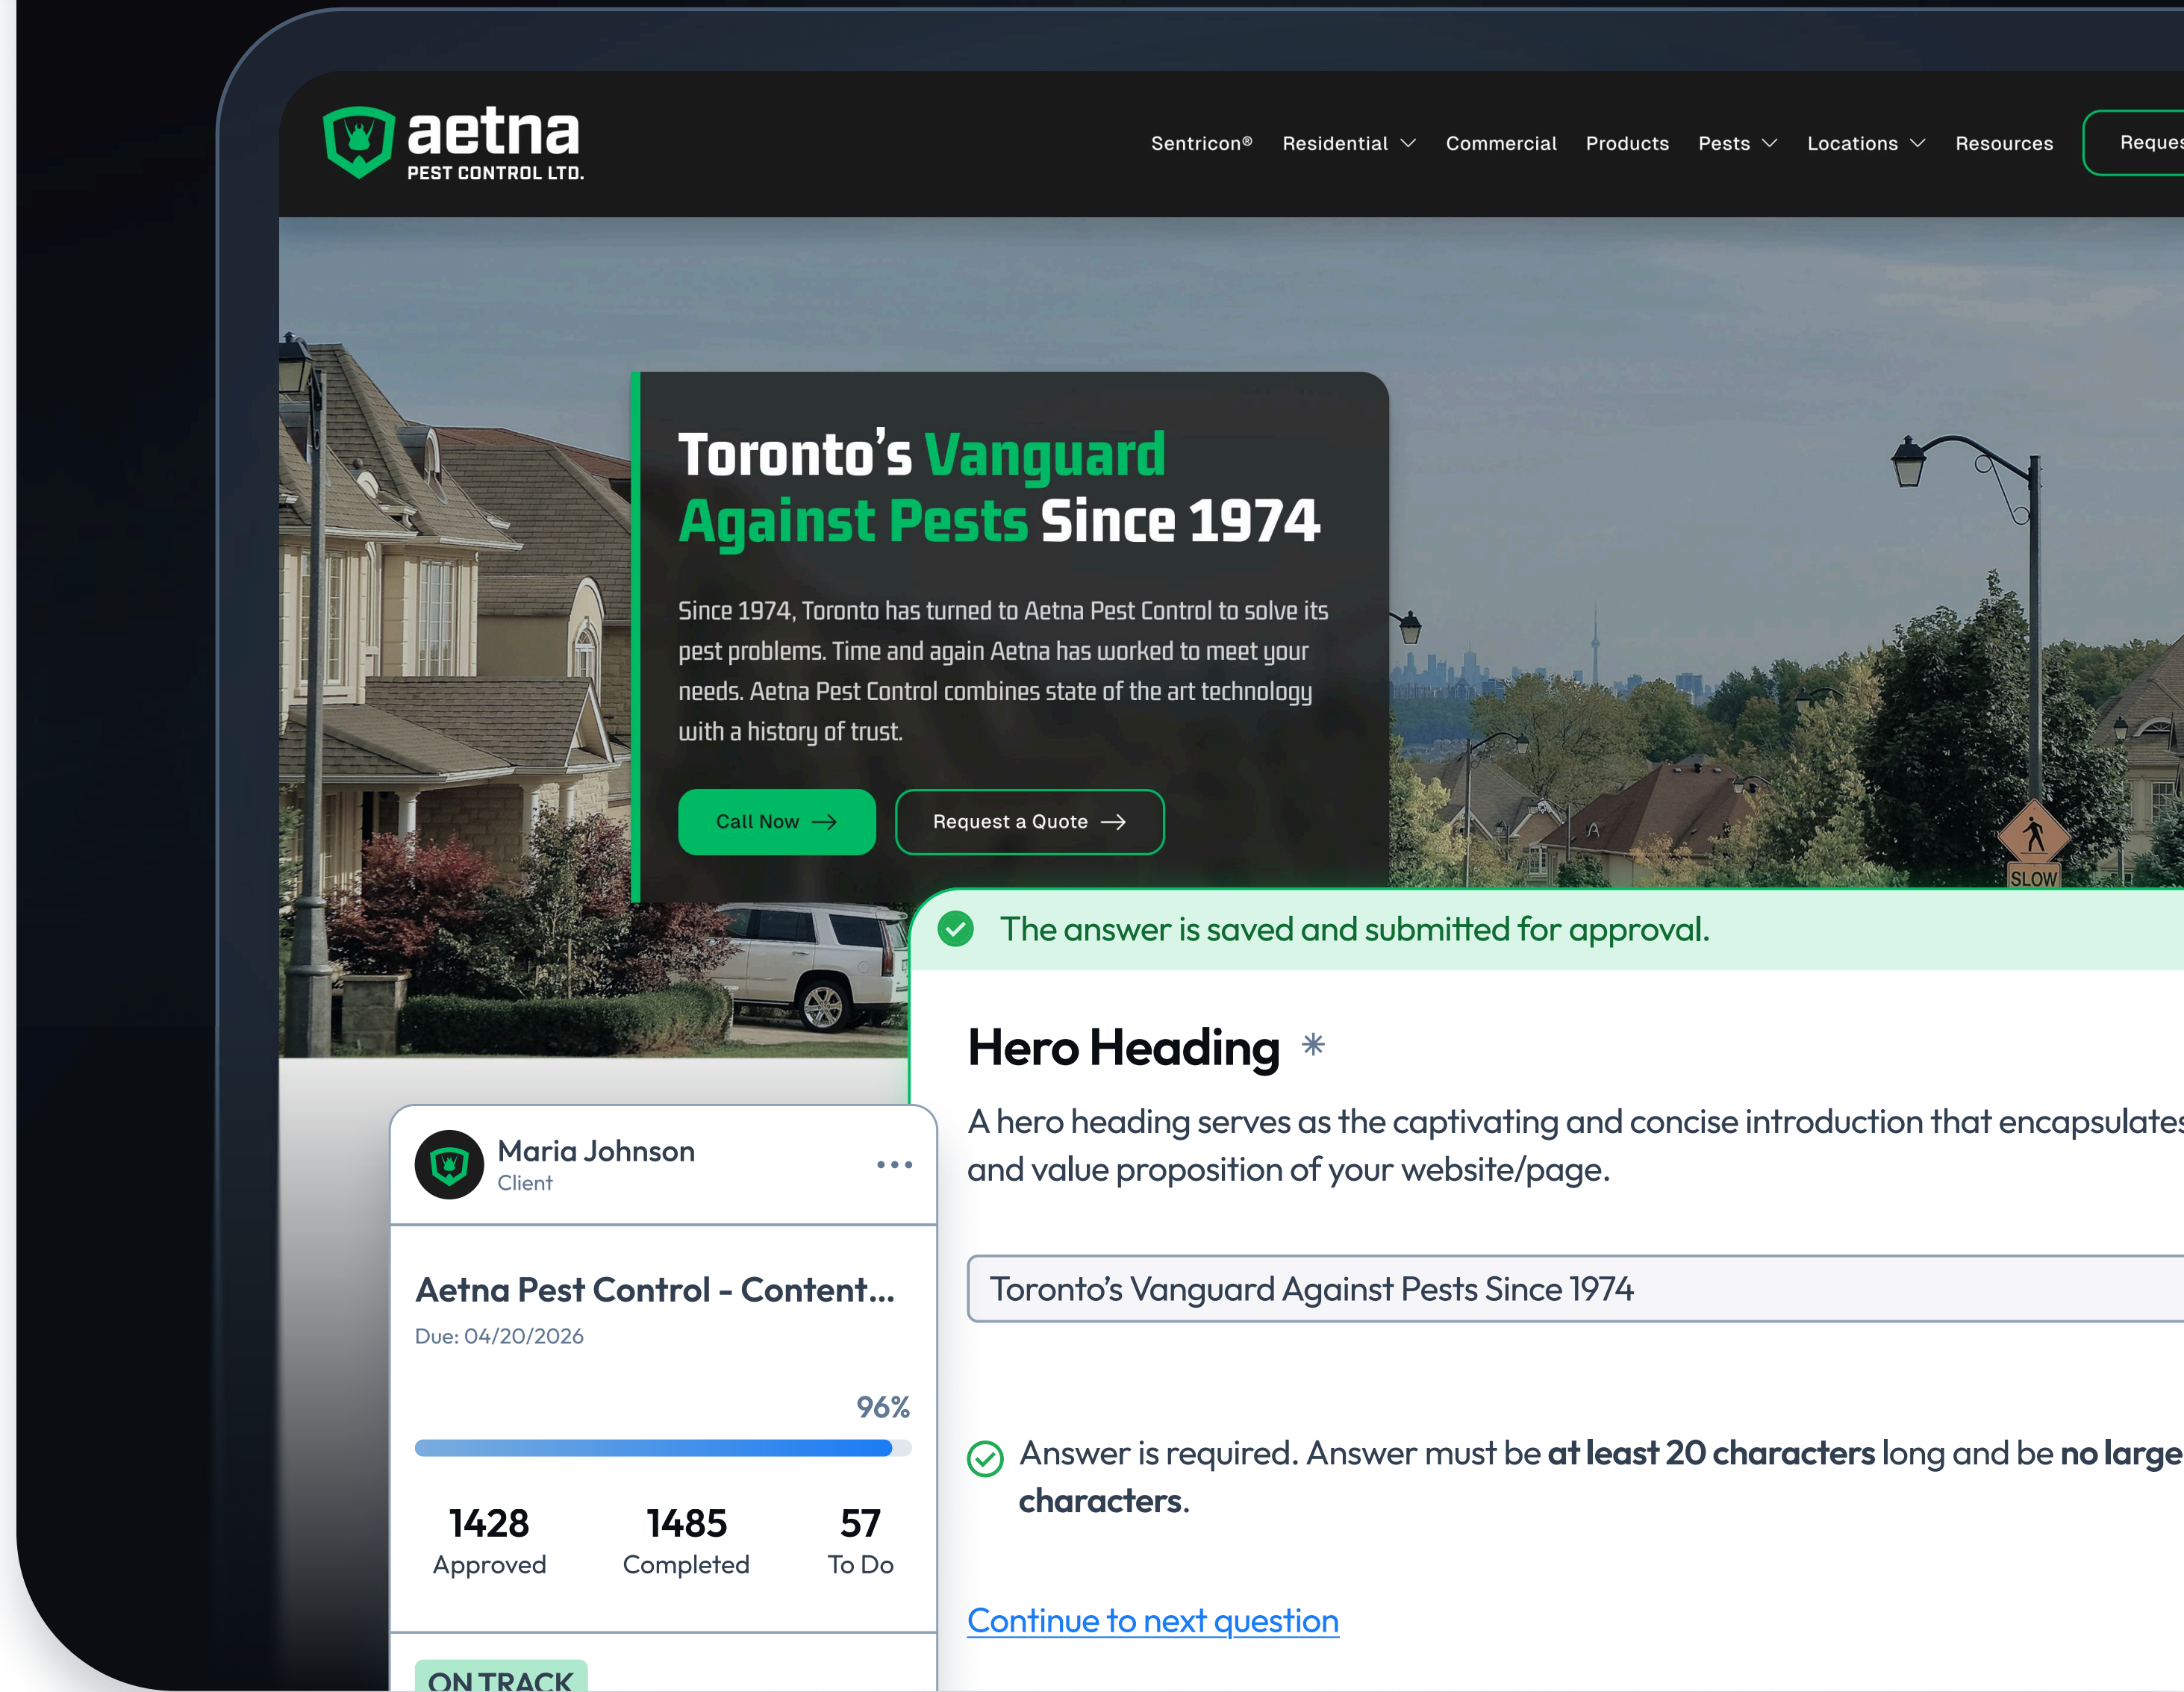 aetna
PEST CONTROL LTD.
Sentricon® Residential Commercial Products Pests Locations Resources
Toronto’s Vanguard
Against Pests Since 1974
Since 1974, Toronto has turned to Aetna Pest Control to solve its
pest problems. Time and again Aetna has worked to meet your
needs. Aetna Pest Control combines state of the art technology
with a history of trust.
Call Now Request a Quote
SLOW
The answer is saved and submitted for approval.
Hero Heading *
A hero heading serves as the captivating and concise introduction that encapsulates
and value proposition of your website/page.
Toronto’s Vanguard Against Pests Since 1974
Answer is required. Answer must be at least 20 characters long and be no large
characters.
Continue to next question
Maria Johnson
Client
Aetna Pest Control - Content...
Due: 04/20/2026
96%
1428 1485 57
Approved Completed To Do
ON TRACK